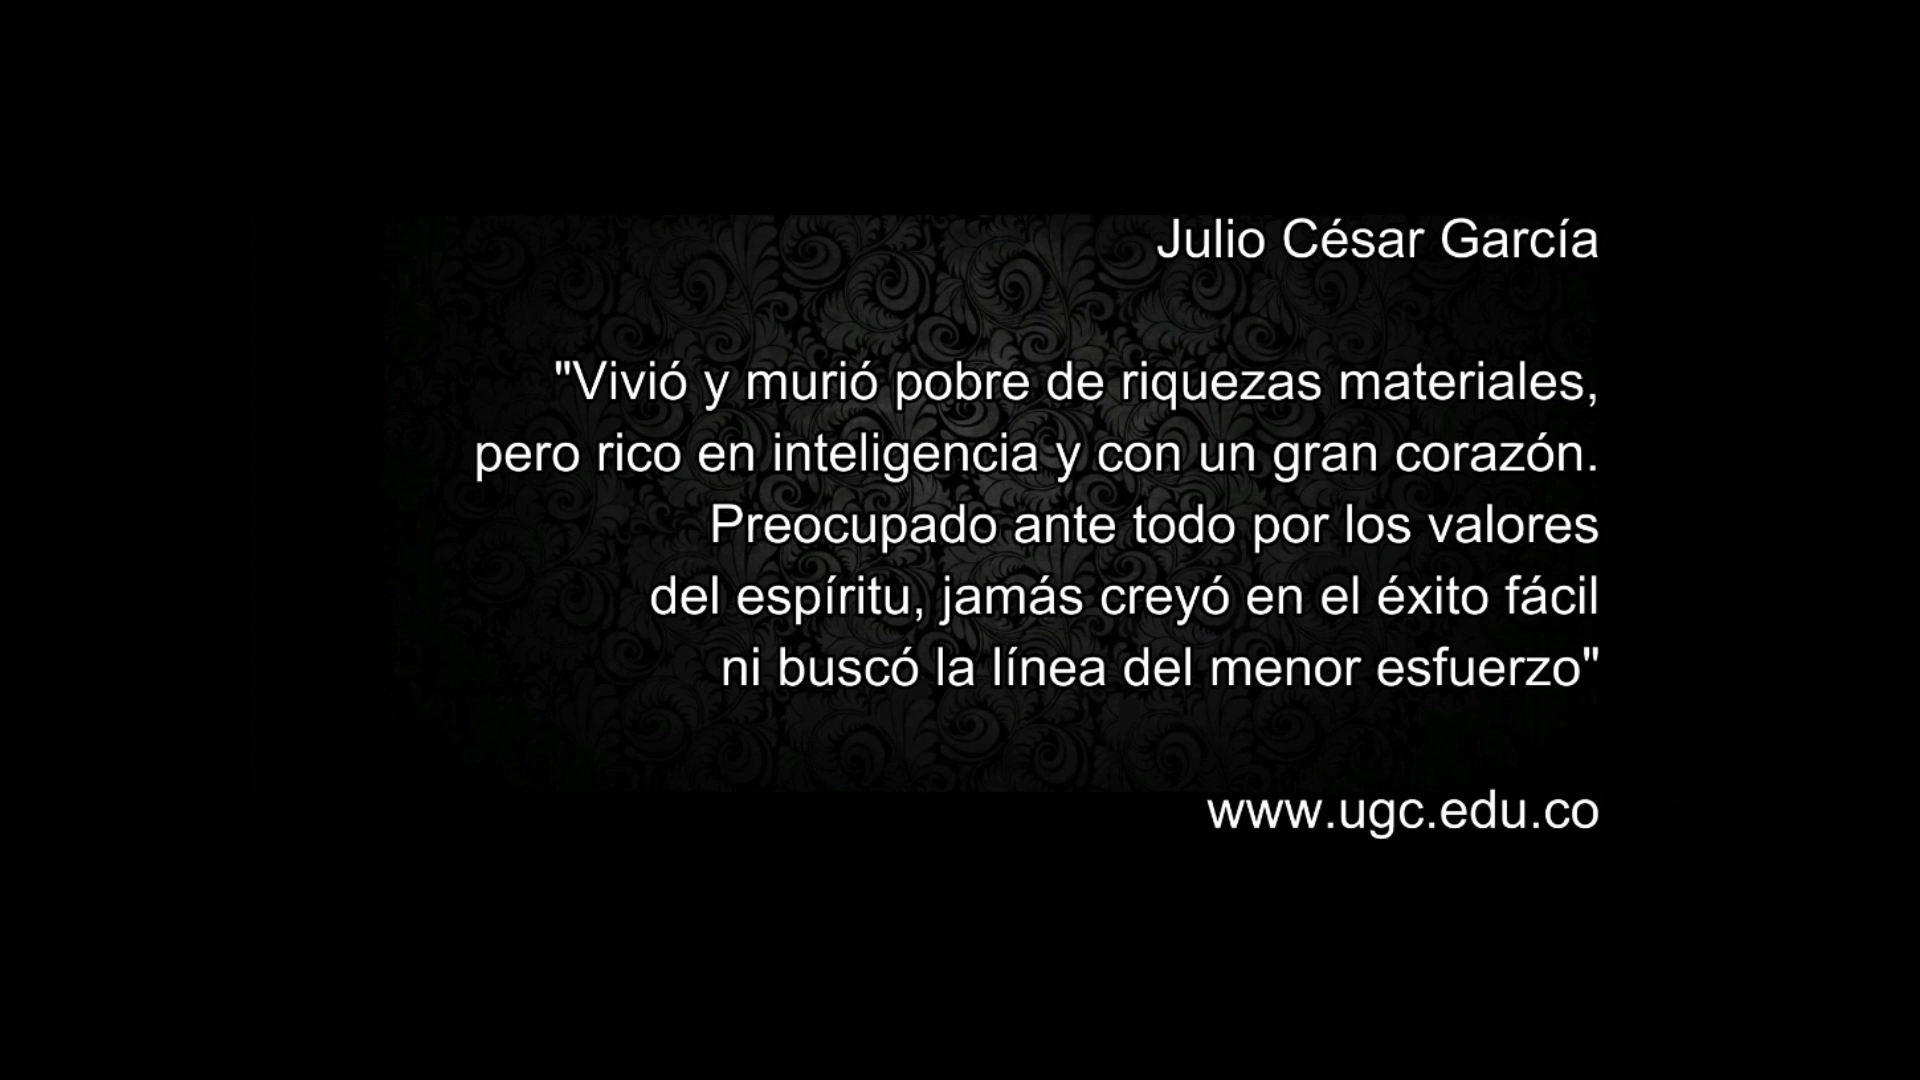 Julio César García
"Vivió y murió pobre de riquezas materiales,
pero rico en inteligencia y con un gran corazón.
Preocupado ante todo por los valores
del espíritu, jamás creyó en el éxito fácil
ni buscó la línea del menor esfuerzo"
www.ugc.edu.co